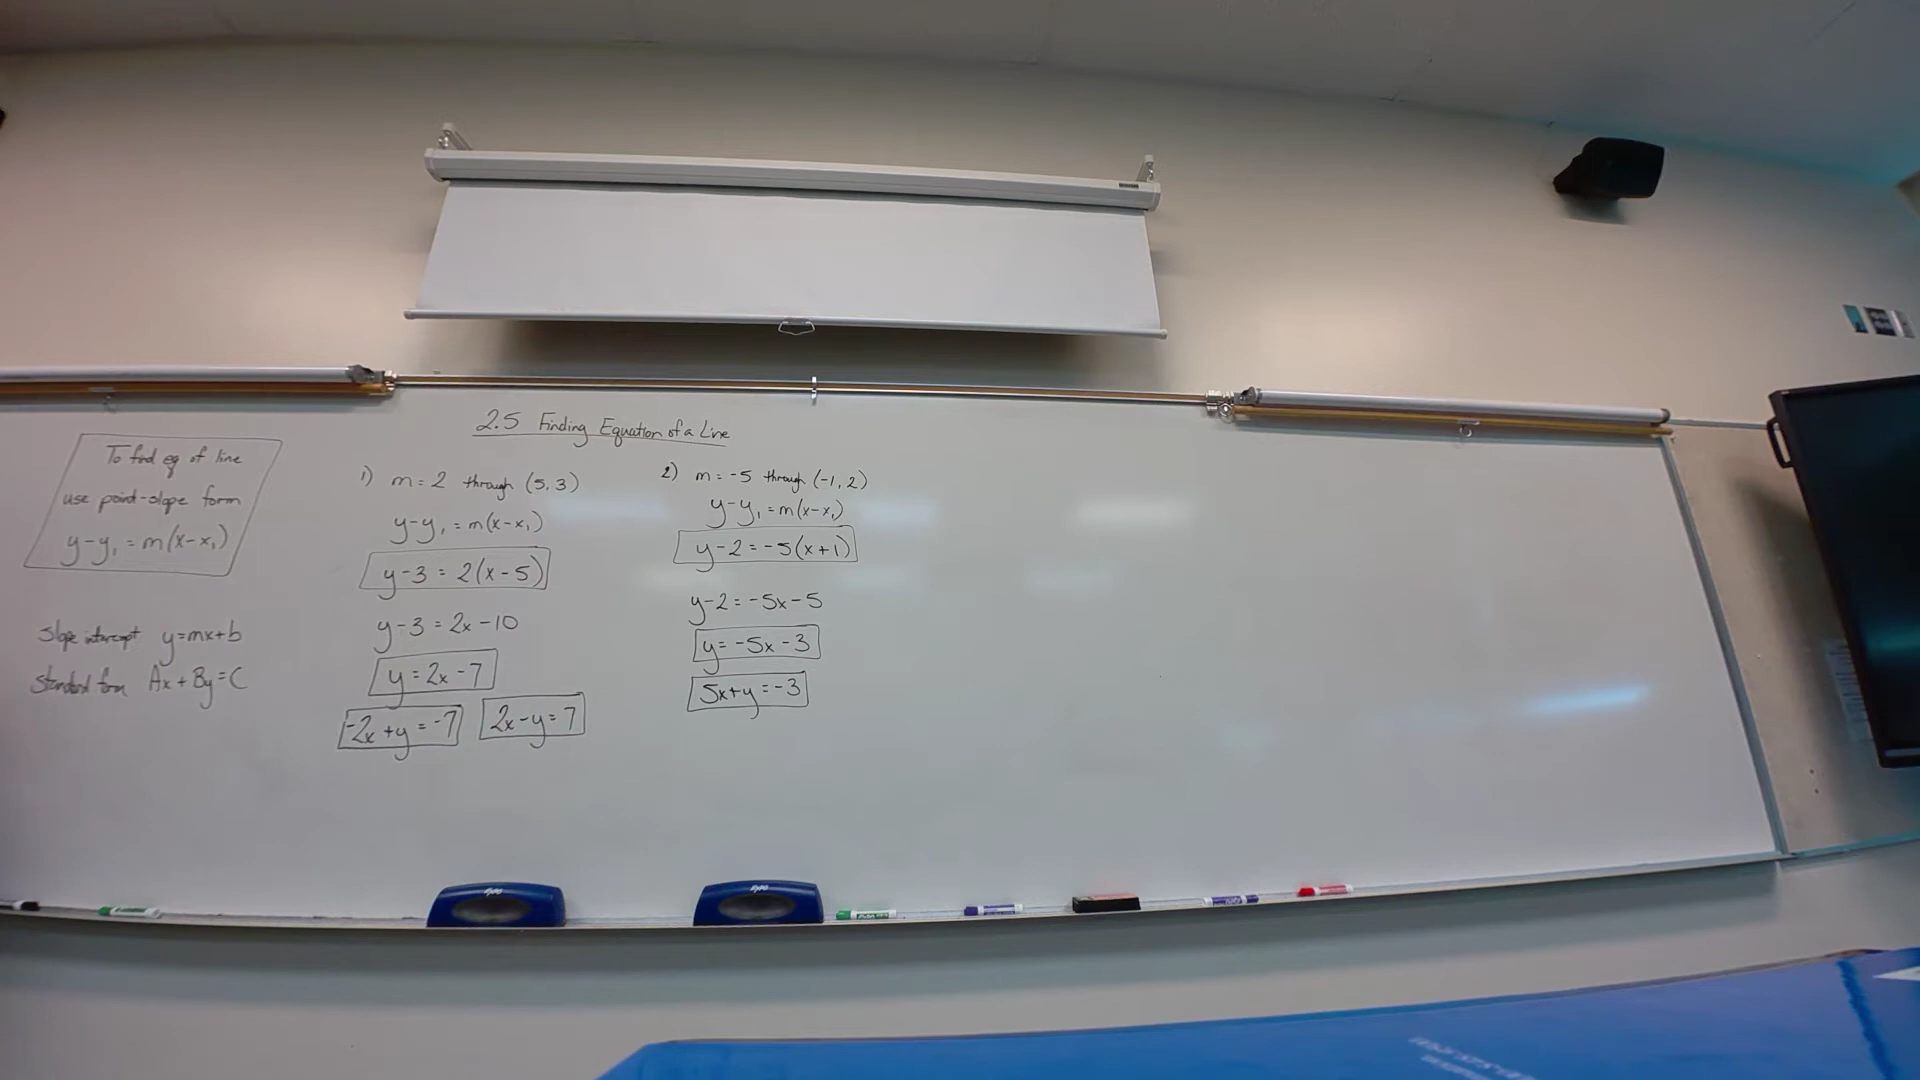 2.5 Finding Equation of a Line
To find eq of line
use point-slope form
y-y₁ = m(x-x₁)
Slope intercept y=mx+b
Standard form Ax+By=C
1) m=2 through (5,3)
y-y₁ = m(x-x₁)
y-3 = 2(x-5)
y-3 = 2x-10
y=2x-7
-2x+y=-7 2x-y=7
2) m=-5 through (-1,2)
y-y₁=m(x-x₁)
y-2=-5(x+1)
y-2=-5x-5
y=-5x-3
5x+y=-3